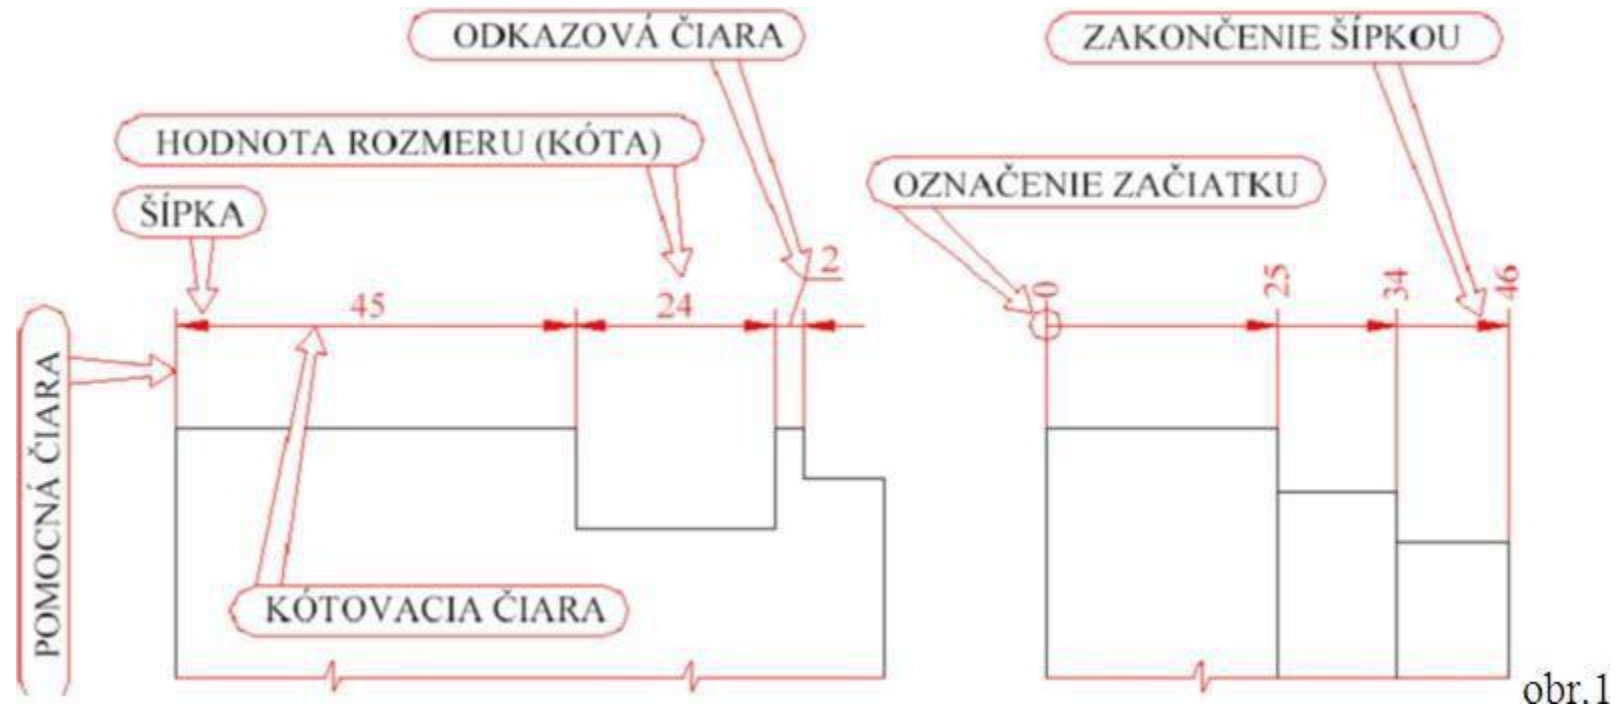 ODKAZOVÁ ČIARA
ZAKONČENIE ŠÍPKOU
HODNOTA ROZMERU (KÓTA)
OZNAČENIE ZAČIATKU
ŠÍPKA
2
45
24
0
25
34
46
POMOCNÁ ČIARA
KÓTOVACIA ČIARA
obr.1